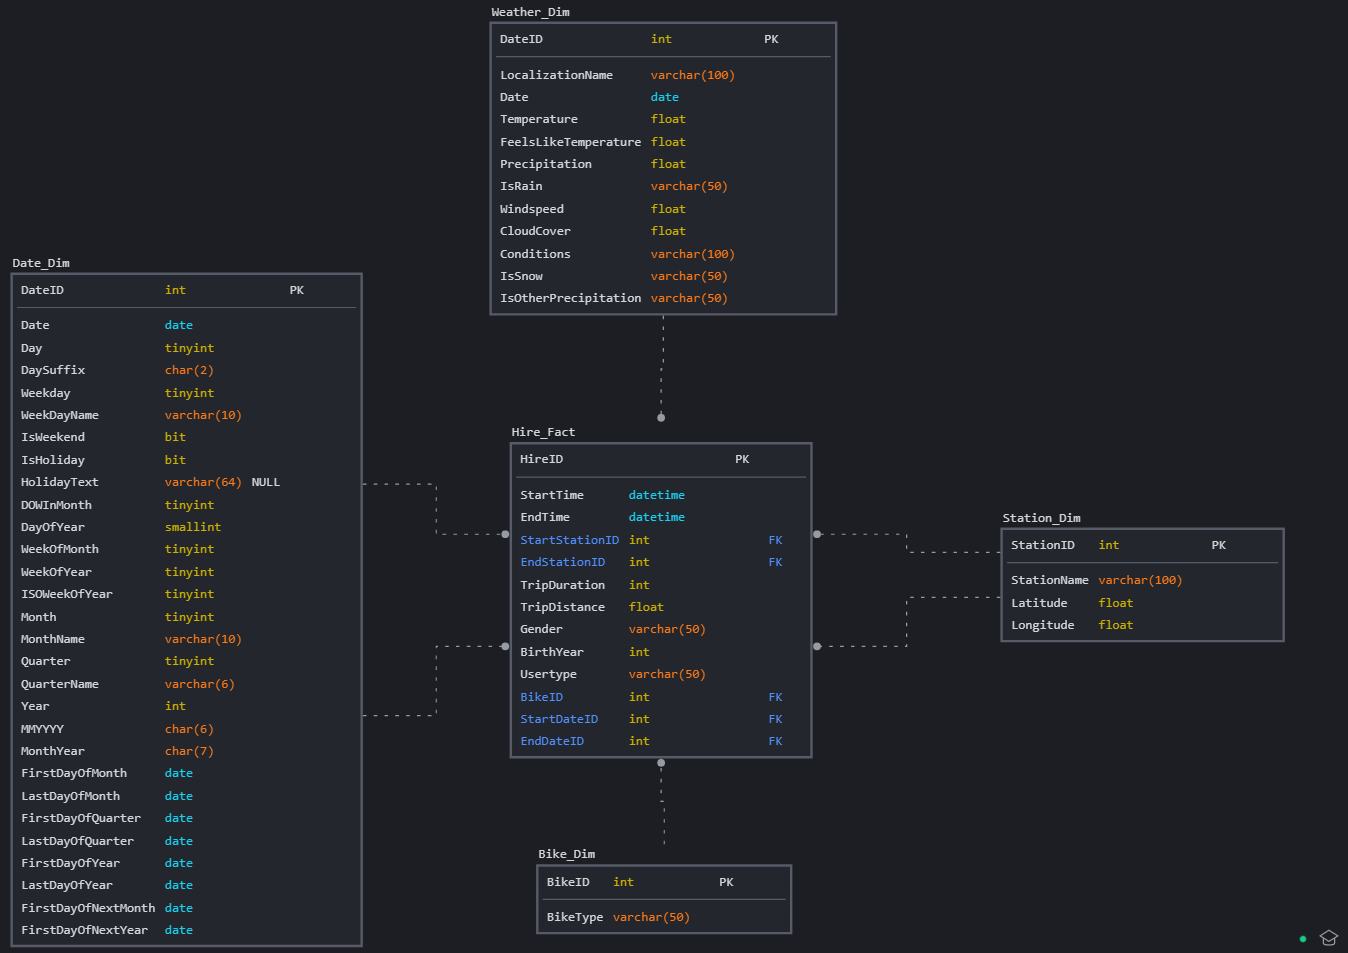 Weather_Dim
DateID int PK
LocalizationName varchar(100)
Date date
Temperature float
FeelsLikeTemperature float
Precipitation float
IsRain varchar(50)
Windspeed float
CloudCover float
Conditions varchar(100)
IsSnow varchar(50)
IsOtherPrecipitation varchar(50)
Date_Dim
DateID int PK
Date date
Day tinyint
DaySuffix char(2)
Weekday tinyint
WeekDayName varchar(10)
IsWeekend bit
IsHoliday bit
HolidayText varchar(64) NULL
DOWInMonth tinyint
DayOfYear smallint
WeekOfMonth tinyint
WeekOfYear tinyint
ISOWeekOfYear tinyint
Month tinyint
MonthName varchar(10)
Quarter tinyint
QuarterName varchar(6)
Year int
MMYYYY char(6)
MonthYear char(7)
FirstDayOfMonth date
LastDayOfMonth date
FirstDayOfQuarter date
LastDayOfQuarter date
FirstDayOfYear date
LastDayOfYear date
FirstDayOfNextMonth date
FirstDayOfNextYear date
Hire_Fact
HireID PK
StartTime datetime
EndTime datetime
StartStationID int FK
EndStationID int FK
TripDuration int
TripDistance float
Gender varchar(50)
BirthYear int
Usertype varchar(50)
BikeID int FK
StartDateID int FK
EndDateID int FK
Station_Dim
StationID int PK
StationName varchar(100)
Latitude float
Longitude float
Bike_Dim
BikeID int PK
BikeType varchar(50)